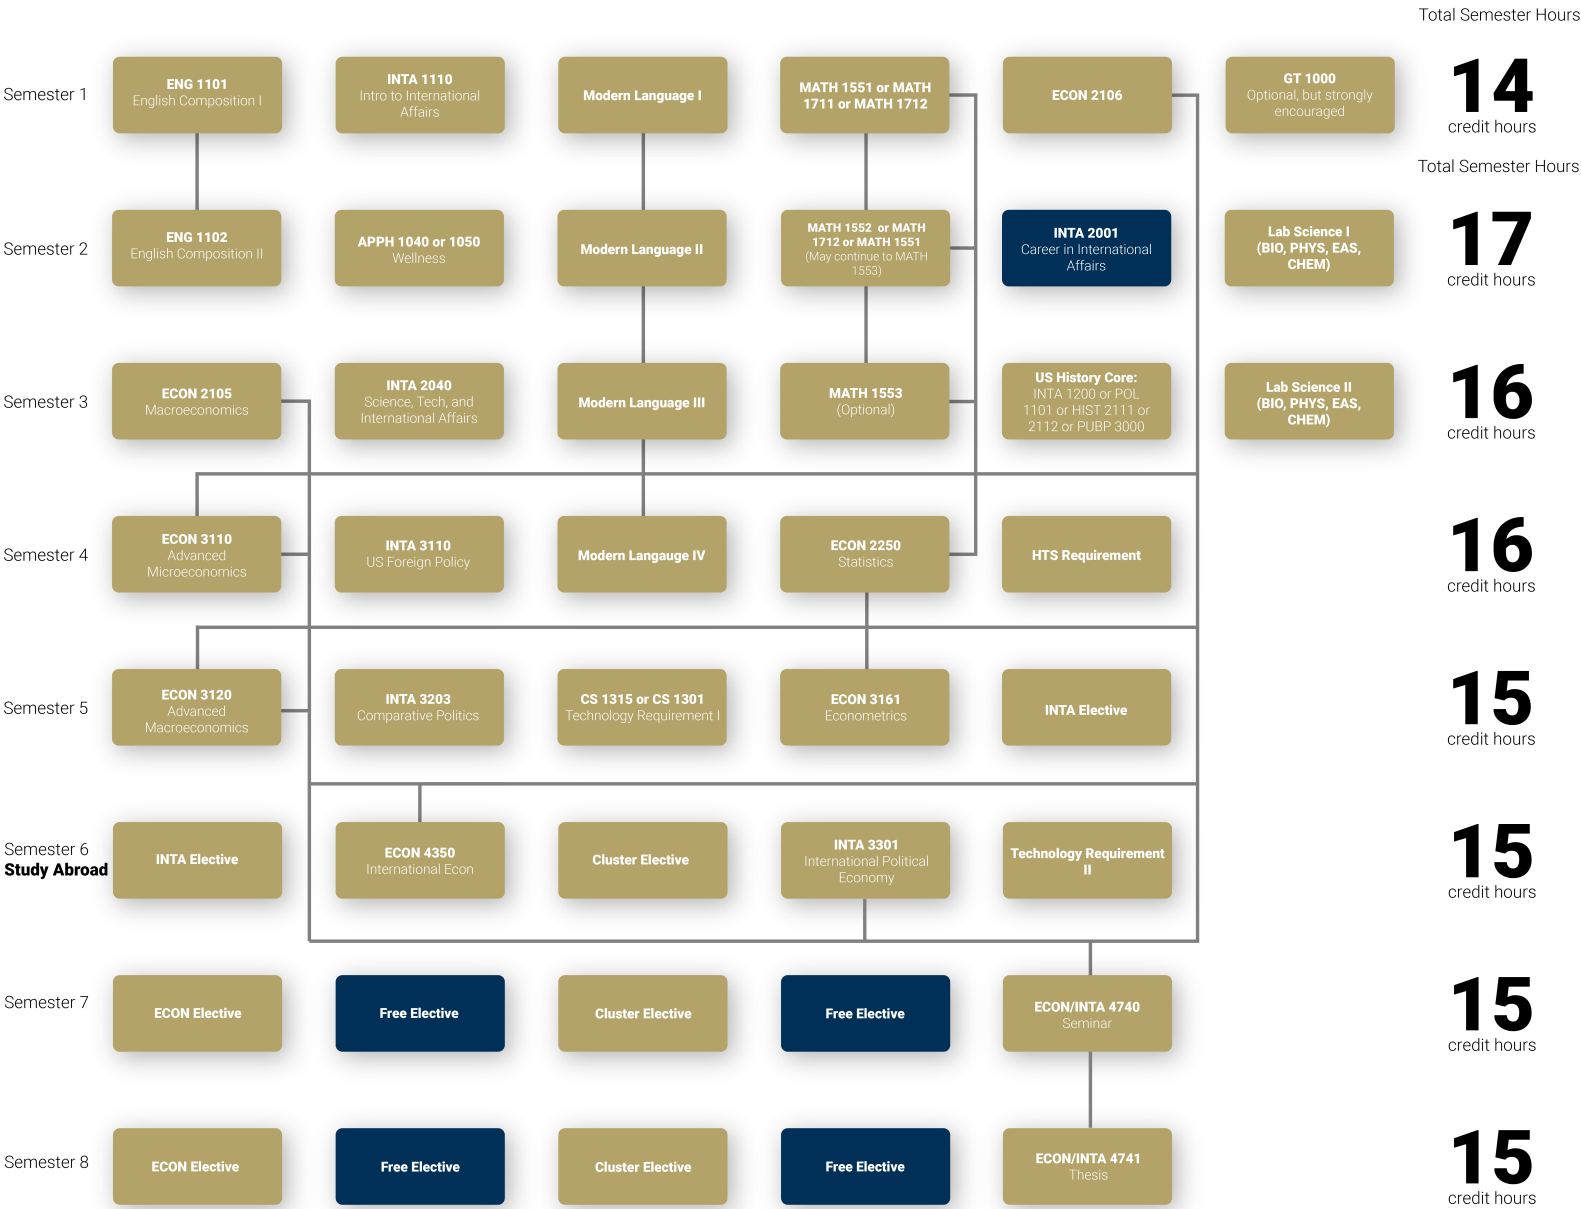 Total Semester Hours
Semester 1
ENG 1101
English Composition I
INTA 1110
Intro to International
Affairs
Modern Language I
MATH 1551 or MATH
1711 or MATH 1712
ECON 2106
GT 1000
Optional, but strongly
encouraged
14
credit hours
Total Semester Hours
Semester 2
ENG 1102
English Composition II
APPH 1040 or 1050
Wellness
Modern Language II
MATH 1552 or MATH
1712 or MATH 1551
(May continue to MATH
1553)
INTA 2001
Career in International
Affairs
Lab Science I
(BIO, PHYS, EAS,
CHEM)
17
credit hours
Semester 3
ECON 2105
Macroeconomics
INTA 2040
Science, Tech, and
International Affairs
Modern Language III
MATH 1553
(Optional)
US History Core:
INTA 1200 or POL
1101 or HIST 2111 or
2112 or PUBP 3000
Lab Science II
(BIO, PHYS, EAS,
CHEM)
16
credit hours
Semester 4
ECON 3110
Advanced
Microeconomics
INTA 3110
US Foreign Policy
Modern Langauge IV
ECON 2250
Statistics
HTS Requirement
16
credit hours
Semester 5
ECON 3120
Advanced
Macroeconomics
INTA 3203
Comparative Politics
CS 1315 or CS 1301
Technology Requirement I
ECON 3161
Econometrics
INTA Elective
15
credit hours
Semester 6
Study Abroad
INTA Elective
ECON 4350
International Econ
Cluster Elective
INTA 3301
International Political
Economy
Technology Requirement
II
15
credit hours
Semester 7
ECON Elective
Free Elective
Cluster Elective
Free Elective
ECON/INTA 4740
Seminar
15
credit hours
Semester 8
ECON Elective
Free Elective
Cluster Elective
Free Elective
ECON/INTA 4741
Thesis
15
credit hours